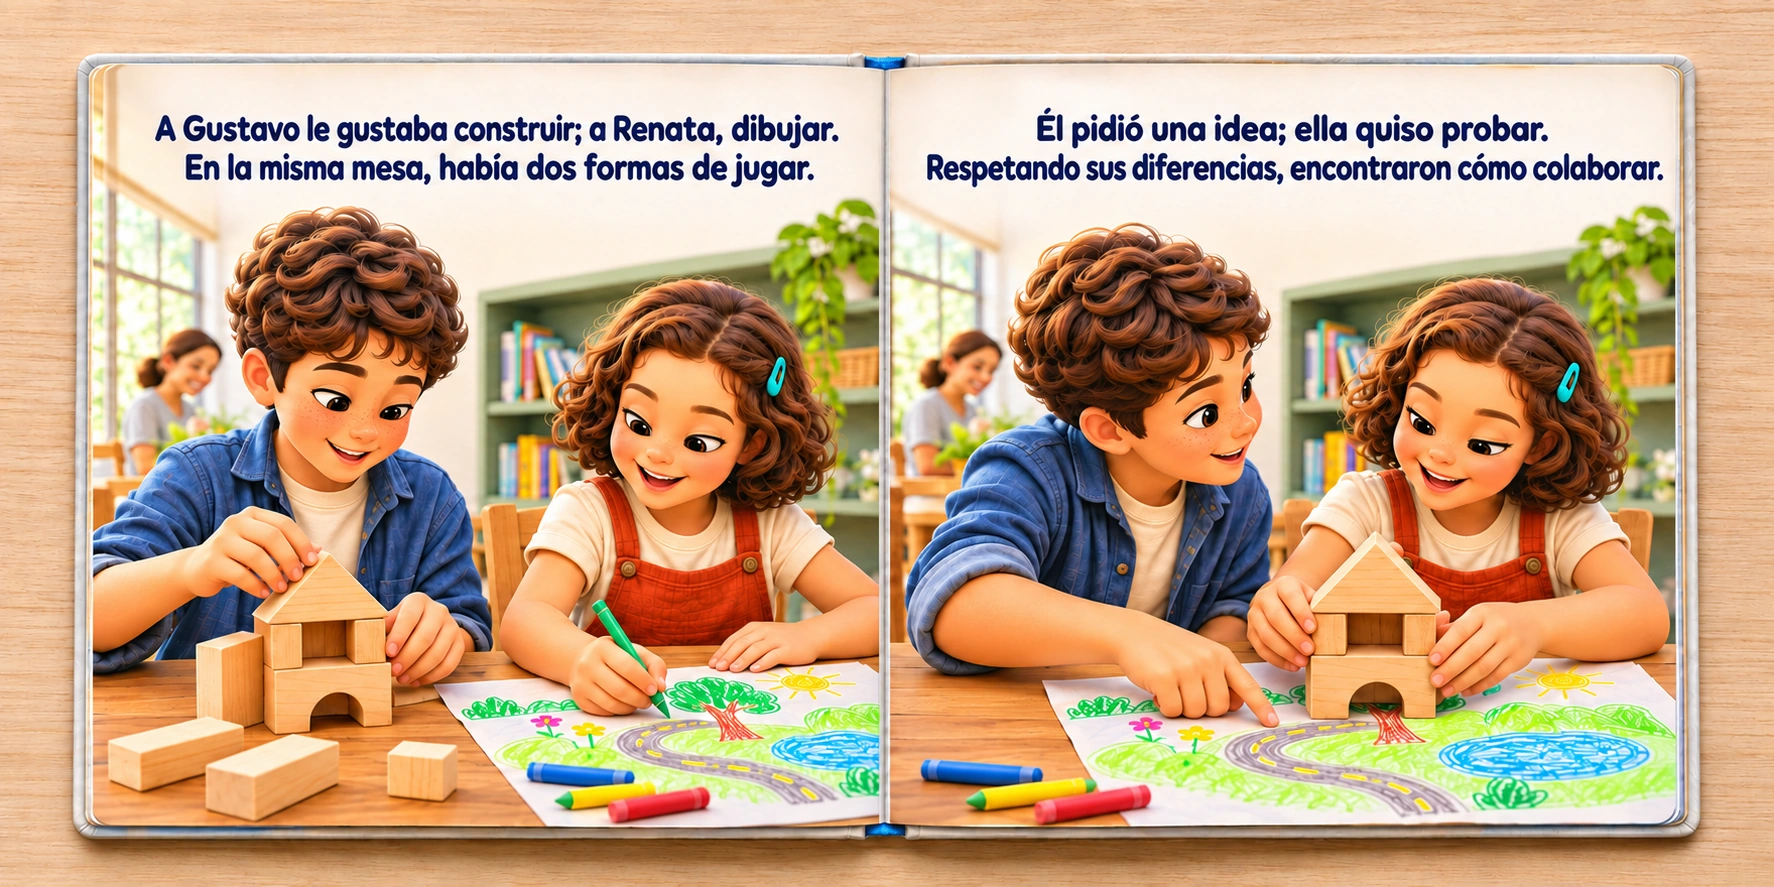 A Gustavo le gustaba construir; a Renata, dibujar.
En la misma mesa, había dos formas de jugar.
Él pidió una idea; ella quiso probar.
Respetando sus diferencias, encontraron cómo colaborar.